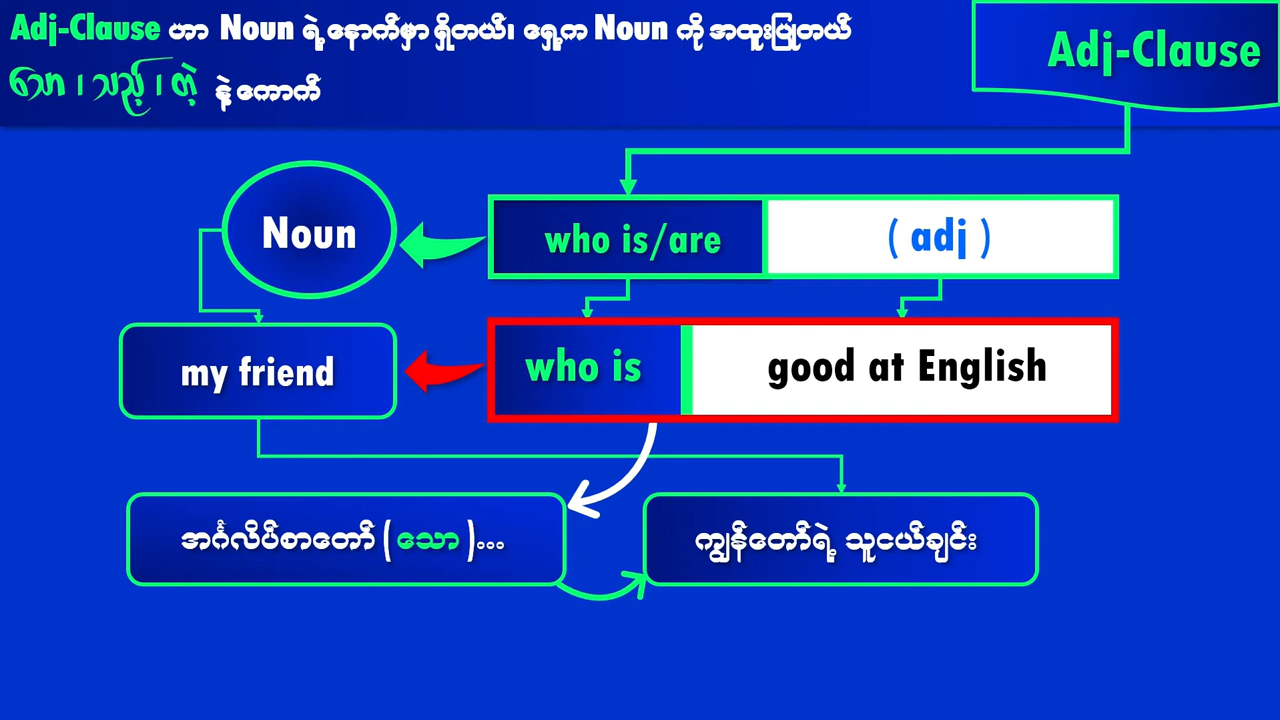 Adj-Clause ဟာ Noun ရဲ့နောက်မှာ ရှိတယ်၊ ရှေ့က Noun ကို အထူးပြုတယ်
သော ၊ သည့် ၊ တဲ့ နဲ့ ကောက်
Adj-Clause
Noun
who is/are
( adj )
my friend
who is
good at English
အင်္ဂလိပ်စာတော် ( သော )...
ကျွန်တော်ရဲ့ သူငယ်ချင်း